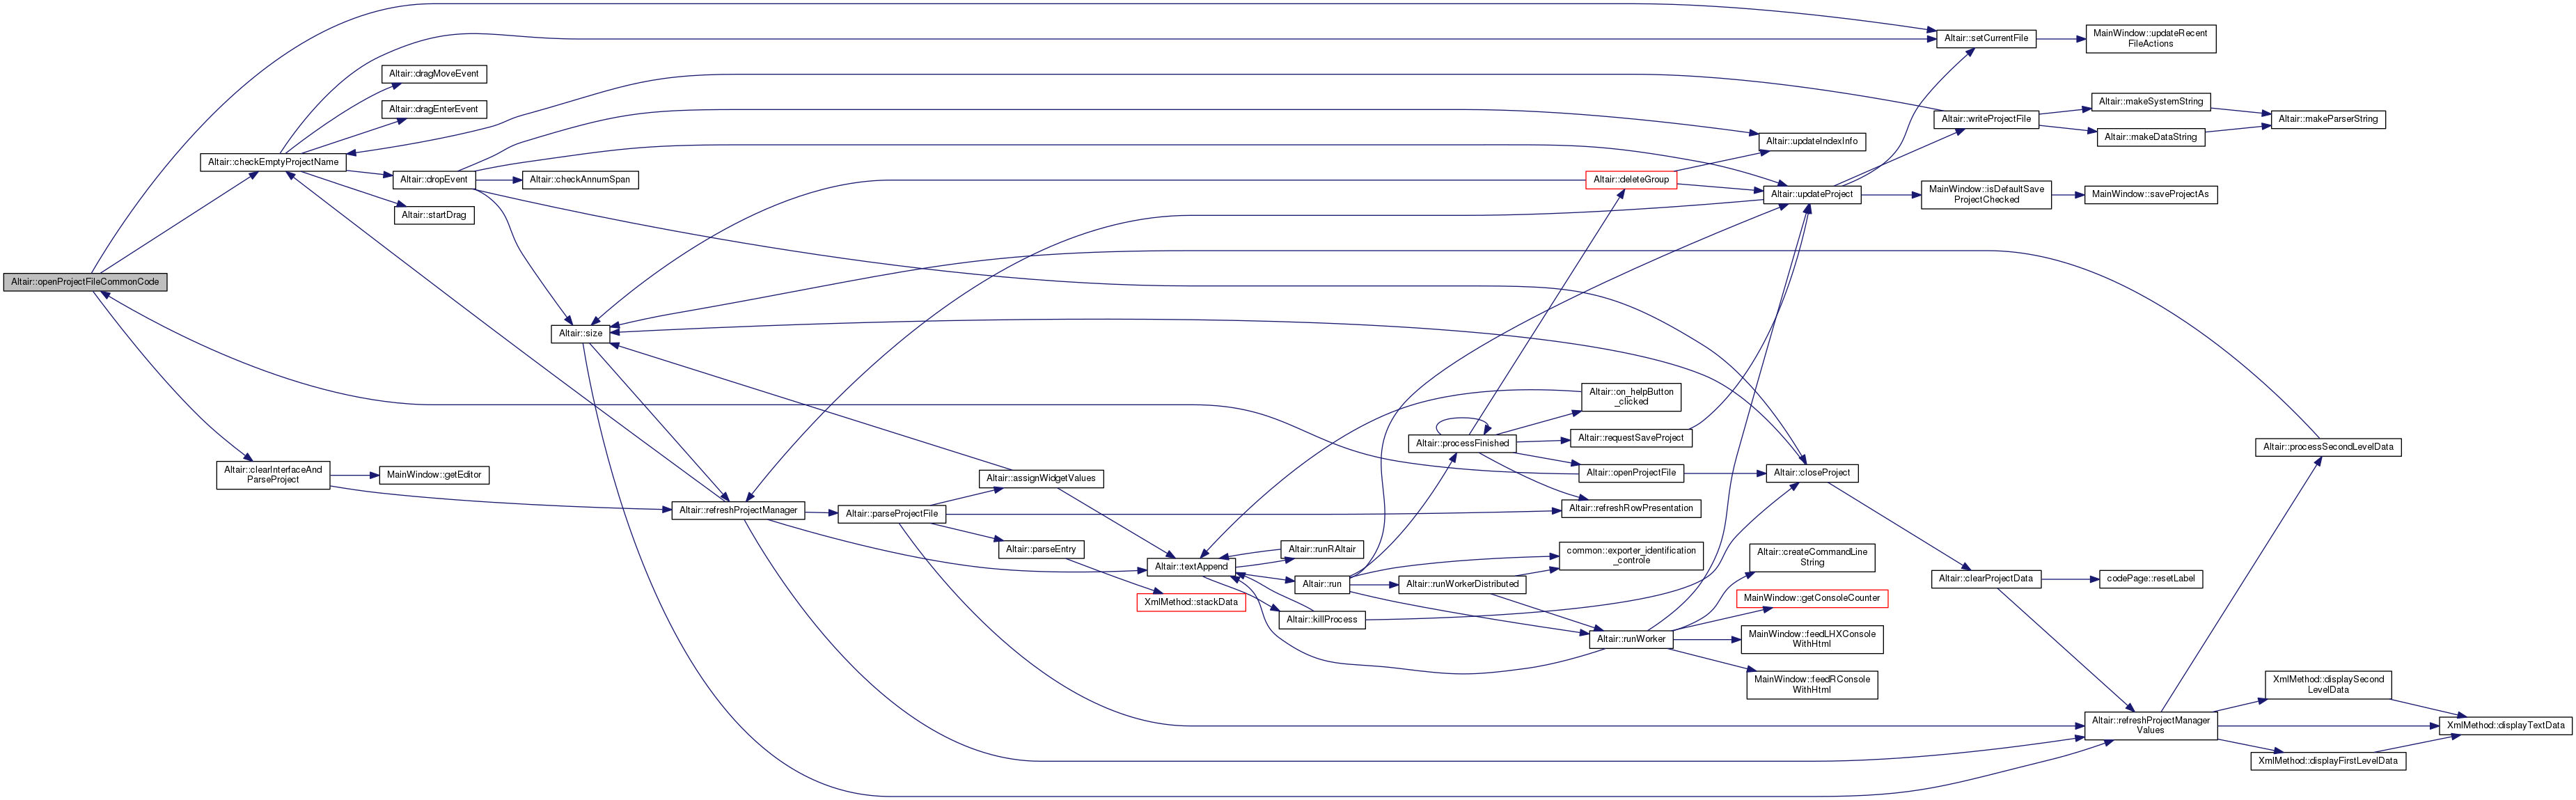 Altair::openProjectFileCommonCode
Altair::checkEmptyProjectName
Altair::clearInterfaceAnd
ParseProject
Altair::dragMoveEvent
Altair::dragEnterEvent
Altair::dropEvent
Altair::startDrag
MainWindow::getEditor
Altair::checkAnnumSpan
Altair::size
Altair::refreshProjectManager
Altair::parseProjectFile
Altair::assignWidgetValues
Altair::parseEntry
Altair::textAppend
XmlMethod::stackData
Altair::runRAltair
Altair::run
Altair::killProcess
Altair::processFinished
Altair::runWorkerDistributed
Altair::deleteGroup
Altair::on_helpButton
_clicked
Altair::requestSaveProject
Altair::openProjectFile
Altair::refreshRowPresentation
common::exporter_identification
_controle
Altair::runWorker
Altair::updateIndexInfo
Altair::updateProject
Altair::closeProject
Altair::createCommandLine
String
MainWindow::getConsoleCounter
MainWindow::feedLHXConsole
WithHtml
MainWindow::feedRConsole
WithHtml
Altair::setCurrentFile
Altair::writeProjectFile
MainWindow::isDefaultSave
ProjectChecked
Altair::clearProjectData
MainWindow::updateRecent
FileActions
Altair::makeSystemString
Altair::makeDataString
MainWindow::saveProjectAs
codePage::resetLabel
Altair::refreshProjectManager
Values
Altair::makeParserString
Altair::processSecondLevelData
XmlMethod::displaySecond
LevelData
XmlMethod::displayFirstLevelData
XmlMethod::displayTextData